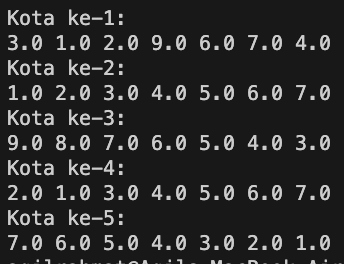 Kota ke-1:
3.0 1.0 2.0 9.0 6.0 7.0 4.0
Kota ke-2:
1.0 2.0 3.0 4.0 5.0 6.0 7.0
Kota ke-3:
9.0 8.0 7.0 6.0 5.0 4.0 3.0
Kota ke-4:
2.0 1.0 3.0 4.0 5.0 6.0 7.0
Kota ke-5:
7.0 6.0 5.0 4.0 3.0 2.0 1.0